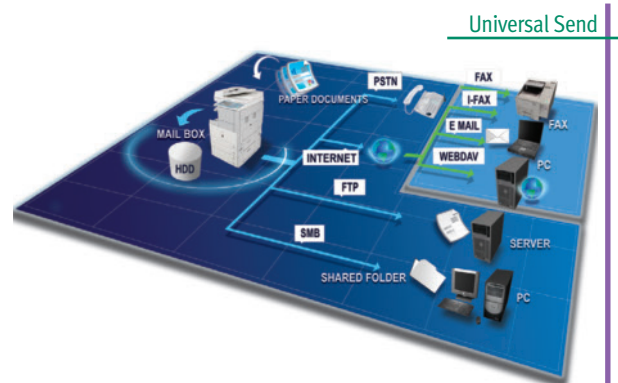 Universal Send
PSTN
FAX
PAPER DOCUMENTS
I-FAX
FAX
MAIL BOX
E MAIL
INTERNET
PC
HDD
WEBDAV
FTP
SERVER
SMB
SHARED FOLDER
PC